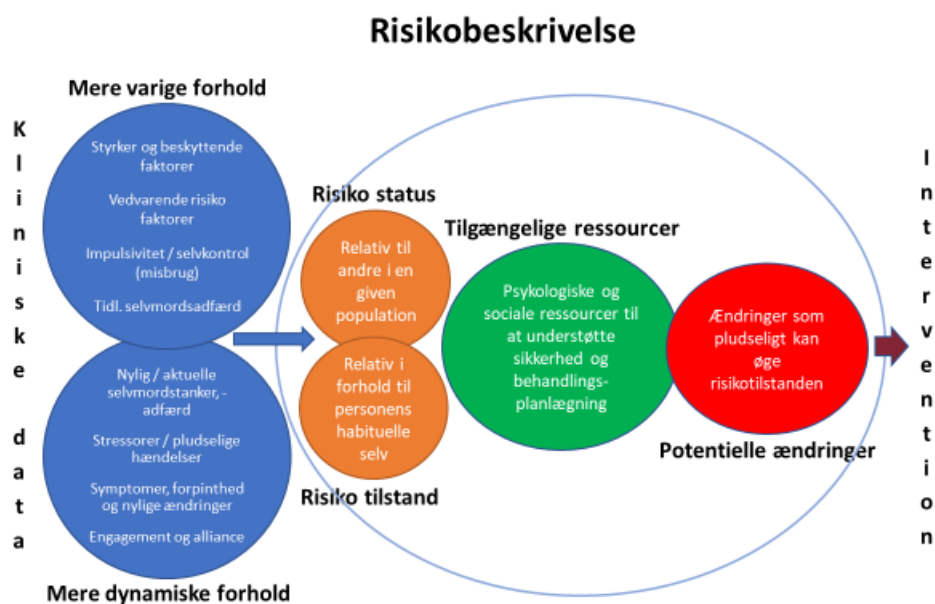 Risikobeskrivelse
Kliniske data
Mere varige forhold
Styrker og beskyttende
faktorer
Vedvarende risiko
faktorer
Impulsivitet / selvkontrol
(misbrug)
Tidl. selvmordsadfærd
Nylig / aktuelle
selvmordstanker, -
adfærd
Stressorer / pludselige
hændelser
Symptomer, forpinthed
og nylige ændringer
Engagement og alliance
Mere dynamiske forhold
Risiko status
Relativ til
andre i en
given
population
Relativ i
forhold til
personens
habituelle
selv
Risiko tilstand
Tilgængelige ressourcer
Psykologiske og
sociale ressourcer til
at understøtte
sikkerhed og
behandlings-
planlægning
Ændringer som
pludseligt kan
øge
risikotilstanden
Potentielle ændringer
Intervention